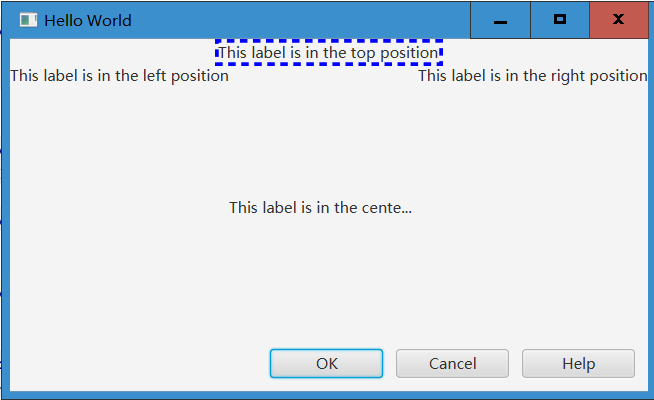 Hello World
This label is in the top position
This label is in the left position This label is in the right position
This label is in the cente...
OK Cancel Help